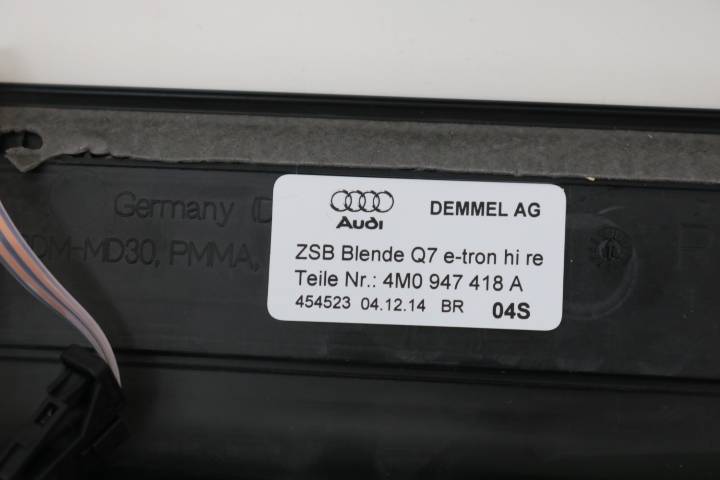 Germany
DM-MD30, PMMA,
Audi
DEMMEL AG
ZSB Blende Q7 e-tron hi re
Teile Nr.: 4M0 947 418 A
454523 04.12.14 BR 04S